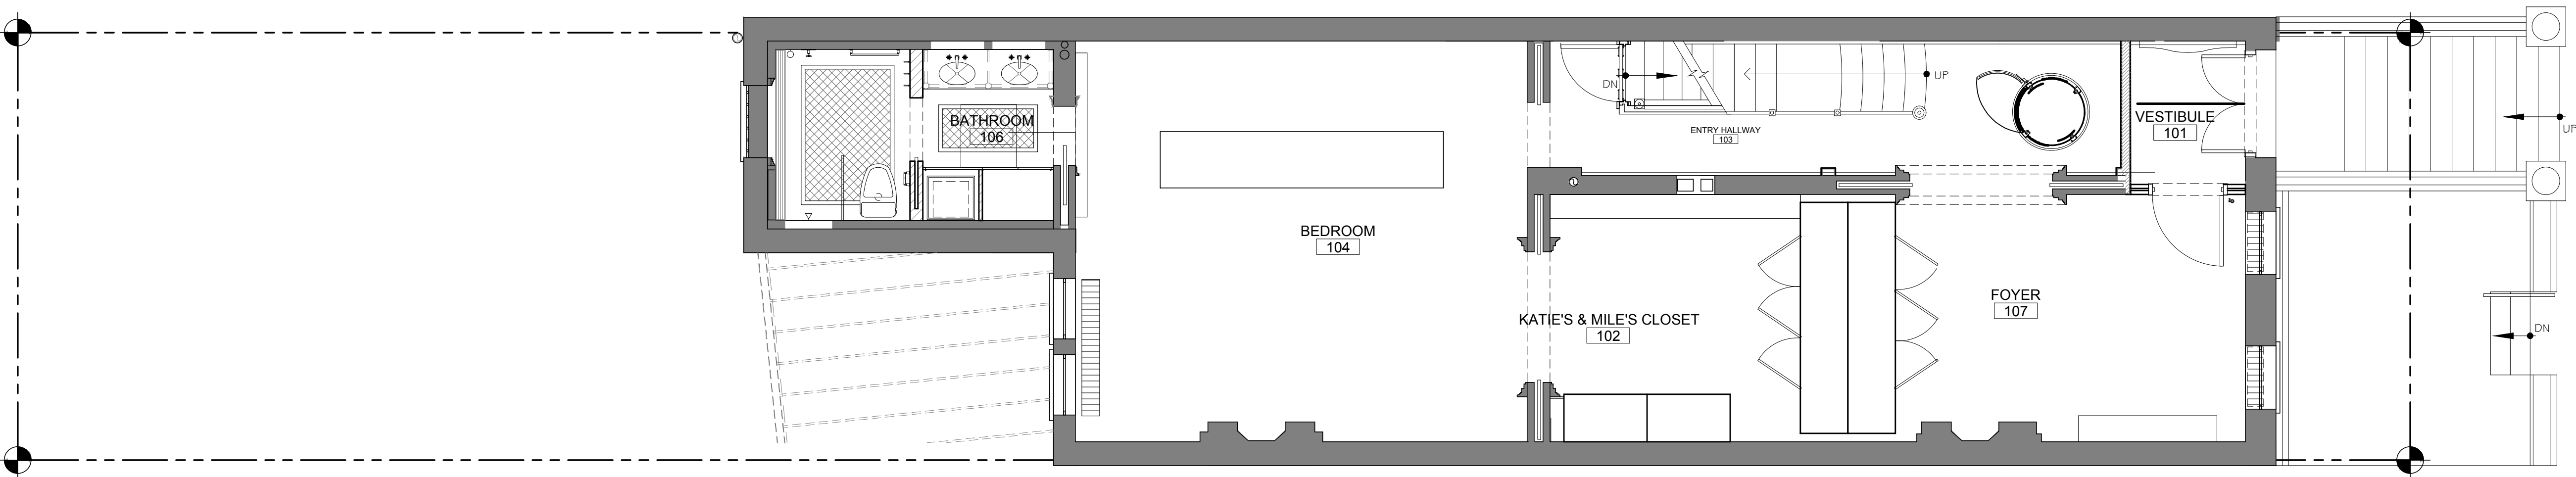 DN
UP
BATHROOM
106
ENTRY HALLWAY
103
VESTIBULE
101
UP
BEDROOM
104
FOYER
107
KATIE'S & MILE'S CLOSET
102
DN